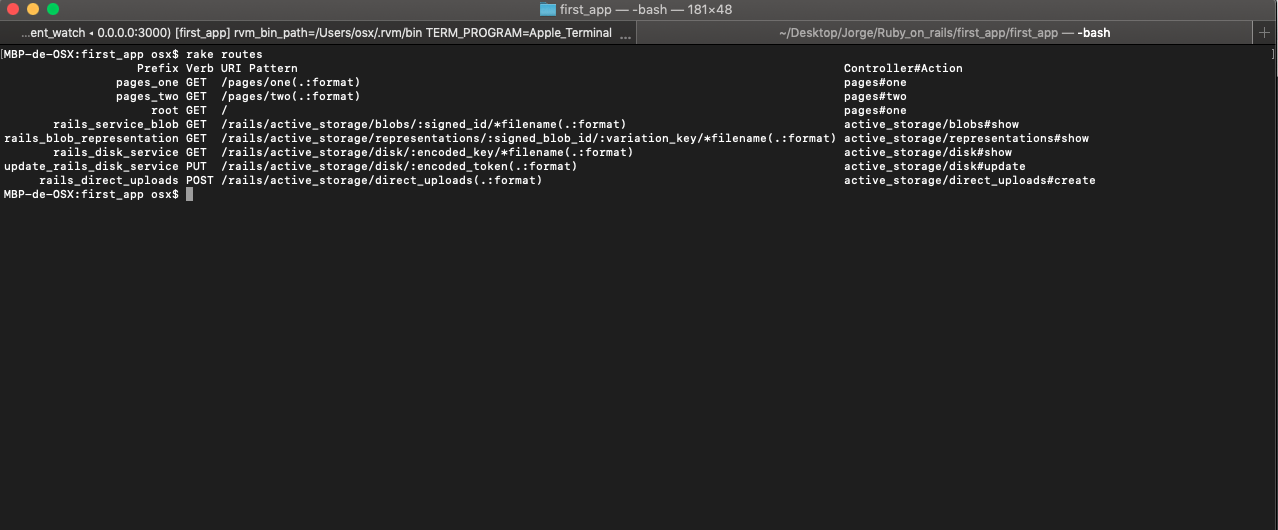 first_app — -bash — 181×48
...ent_watch ◂ 0.0.0.0:3000) [first_app] rvm_bin_path=/Users/osx/.rvm/bin TERM_PROGRAM=Apple_Terminal ...
~/Desktop/Jorge/Ruby_on_rails/first_app/first_app — -bash +
[MBP-de-OSX:first_app osx$ rake routes ]
Prefix Verb URI Pattern Controller#Action
pages_one GET /pages/one(.:format) pages#one
pages_two GET /pages/two(.:format) pages#two
root GET / pages#one
rails_service_blob GET /rails/active_storage/blobs/:signed_id/*filename(.:format) active_storage/blobs#show
rails_blob_representation GET /rails/active_storage/representations/:signed_blob_id/:variation_key/*filename(.:format) active_storage/representations#show
rails_disk_service GET /rails/active_storage/disk/:encoded_key/*filename(.:format) active_storage/disk#show
update_rails_disk_service PUT /rails/active_storage/disk/:encoded_token(.:format) active_storage/disk#update
rails_direct_uploads POST /rails/active_storage/direct_uploads(.:format) active_storage/direct_uploads#create
MBP-de-OSX:first_app osx$